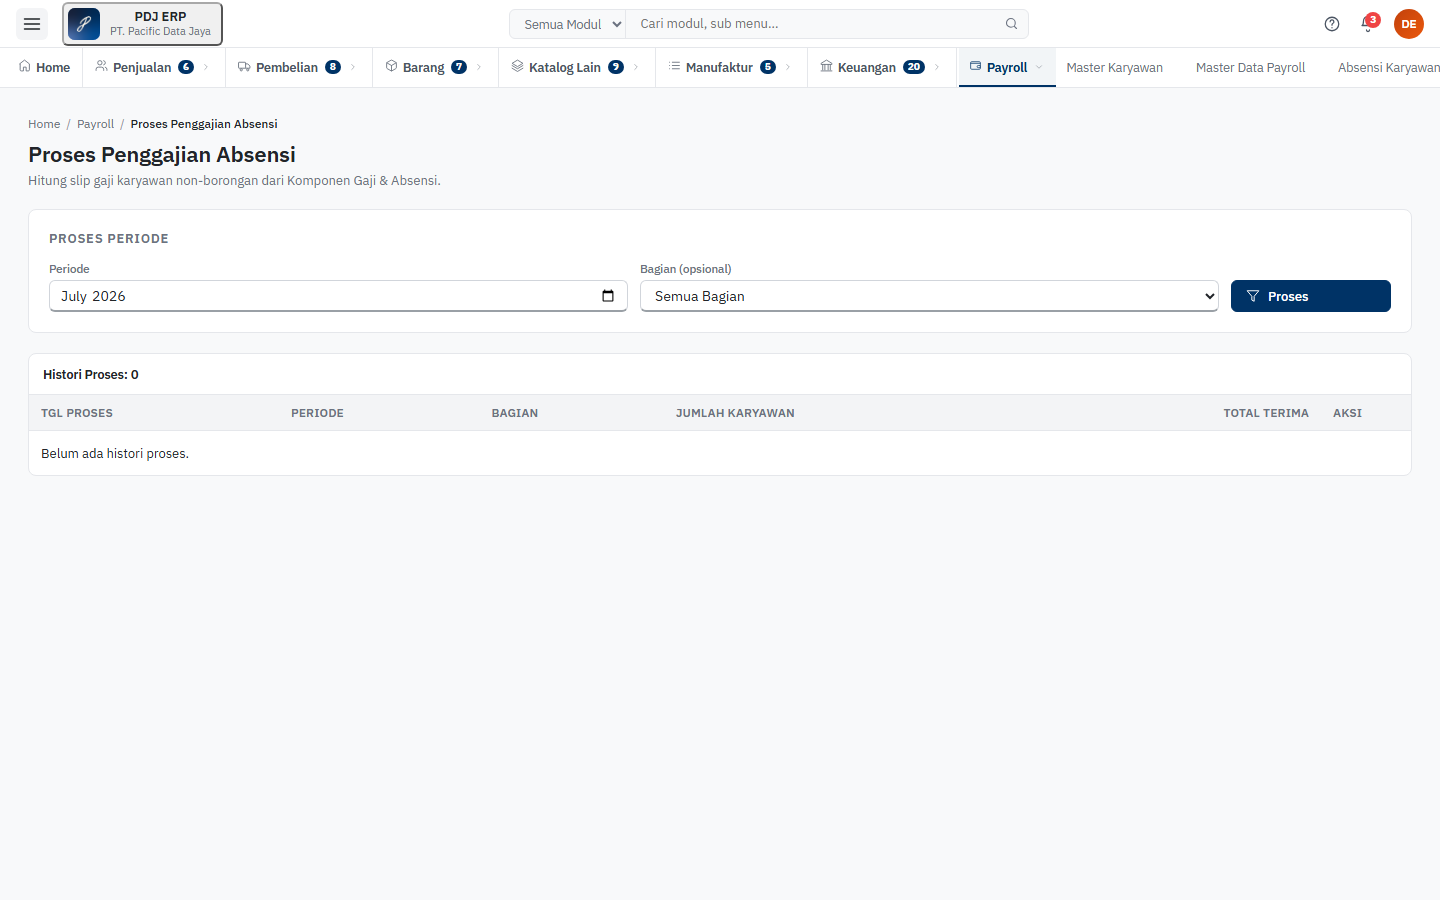 PDJ ERP
PT. Pacific Data Jaya
Semua Modul
Cari modul, sub menu...
3
DE
Home
Penjualan 6
Pembelian 8
Barang 7
Katalog Lain 9
Manufaktur 5
Keuangan 20
Payroll
Master Karyawan
Master Data Payroll
Absensi Karyawan
Home / Payroll / Proses Penggajian Absensi
Proses Penggajian Absensi
Hitung slip gaji karyawan non-borongan dari Komponen Gaji & Absensi.
PROSES PERIODE
Periode
Bagian (opsional)
July 2026
Semua Bagian
Proses
Histori Proses: 0
TGL PROSES PERIODE BAGIAN JUMLAH KARYAWAN TOTAL TERIMA AKSI
Belum ada histori proses.